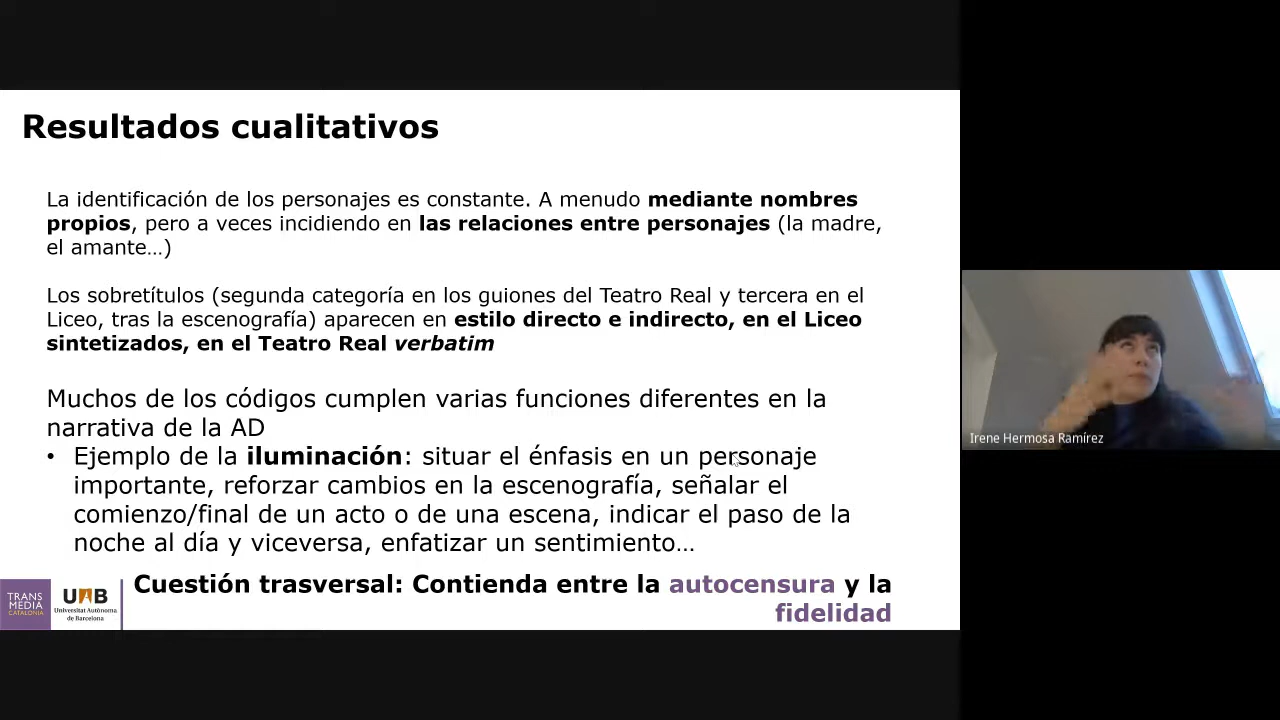 Resultados cualitativos
La identificación de los personajes es constante. A menudo mediante nombres
propios, pero a veces incidiendo en las relaciones entre personajes (la madre,
el amante…)
Los sobretítulos (segunda categoría en los guiones del Teatro Real y tercera en el
Liceo, tras la escenografía) aparecen en estilo directo e indirecto, en el Liceo
sintetizados, en el Teatro Real verbatim
Muchos de los códigos cumplen varias funciones diferentes en la
narrativa de la AD
• Ejemplo de la iluminación: situar el énfasis en un personaje
importante, reforzar cambios en la escenografía, señalar el
comienzo/final de un acto o de una escena, indicar el paso de la
noche al día y viceversa, enfatizar un sentimiento…
Cuestión trasversal: Contienda entre la autocensura y la
fidelidad
TRANS
MEDIA
CATALONIA
UAB
Universitat Autònoma
de Barcelona
Irene Hermosa Ramírez